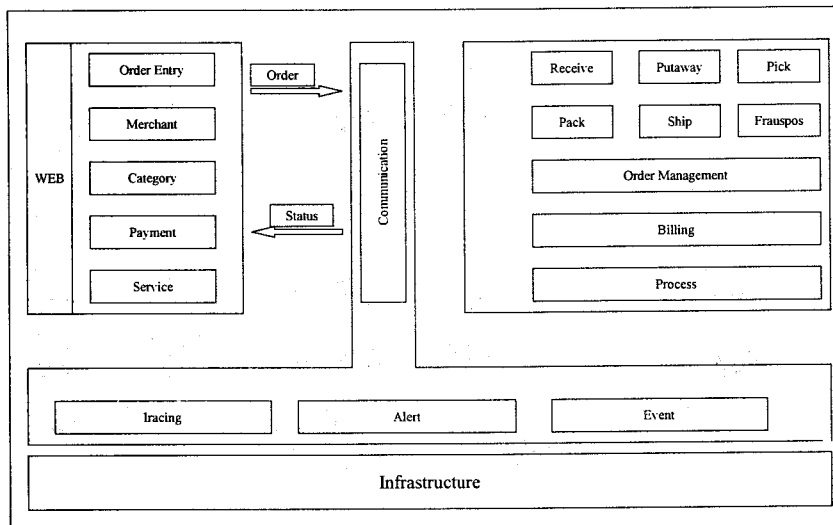 WEB
Order Entry
Merchant
Category
Payment
Service
Order
Status
Communication
Receive
Putaway
Pick
Pack
Ship
Frauspos
Order Management
Billing
Process
Iracing
Alert
Event
Infrastructure